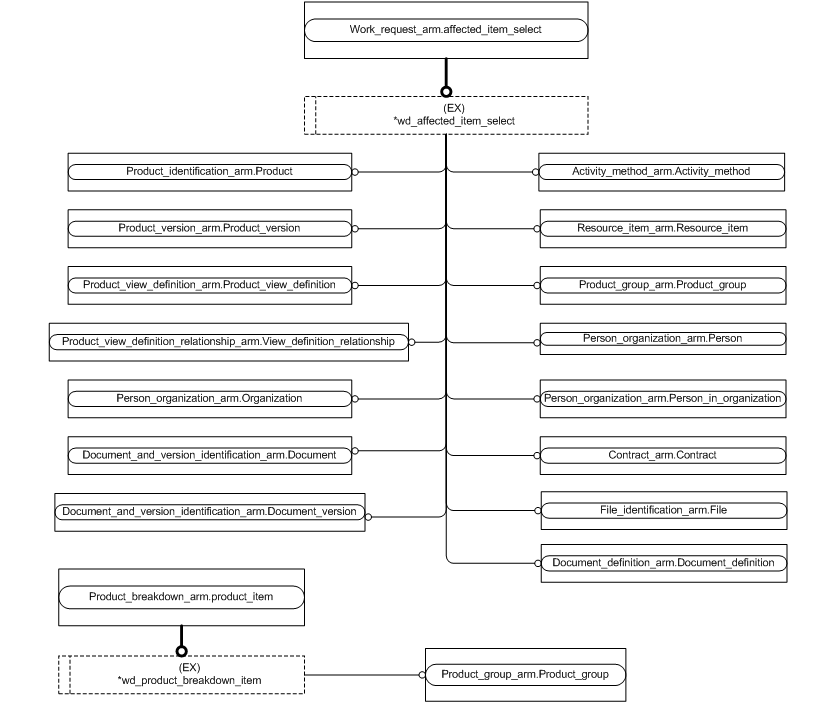 Work_request_arm.affected_item_select
(EX)
*wd_affected_item_select
Product_identification_arm.Product
Activity_method_arm.Activity_method
Product_version_arm.Product_version
Resource_item_arm.Resource_item
Product_view_definition_arm.Product_view_definition
Product_group_arm.Product_group
Product_view_definition_relationship_arm.View_definition_relationship
Person_organization_arm.Person
Person_organization_arm.Organization
Person_organization_arm.Person_in_organization
Document_and_version_identification_arm.Document
Contract_arm.Contract
Document_and_version_identification_arm.Document_version
File_identification_arm.File
Document_definition_arm.Document_definition
Product_breakdown_arm.product_item
(EX)
*wd_product_breakdown_item
Product_group_arm.Product_group